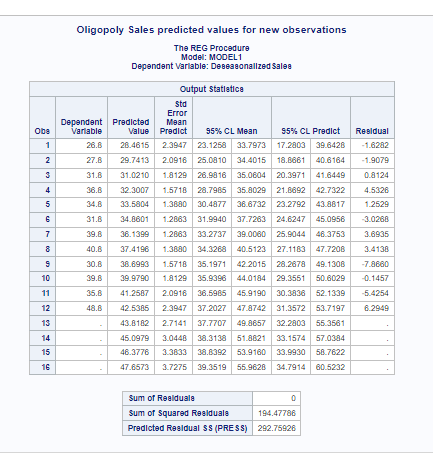 Oligopoly Sales predicted values for new observations
The REG Procedure
Model: MODEL1
Dependent Variable: DeseasonalizedSales
Output Statistics
Obs Dependent Variable Predicted Value Std Error Mean Predict 95% CL Mean 95% CL Predict Residual
1 26.8 28.4615 2.3947 23.1258 33.7973 17.2803 39.6428 -1.6282
2 27.8 29.7413 2.0916 25.0810 34.4015 18.8661 40.6164 -1.9079
3 31.8 31.0210 1.8129 26.9816 35.0604 20.3971 41.6449 0.8124
4 36.8 32.3007 1.5718 28.7985 35.8029 21.8692 42.7322 4.5326
5 34.8 33.5804 1.3880 30.4877 36.6732 23.2792 43.8817 1.2529
6 31.8 34.8601 1.2863 31.9940 37.7263 24.6247 45.0956 -3.0268
7 39.8 36.1399 1.2863 33.2737 39.0060 25.9044 46.3753 3.6935
8 40.8 37.4196 1.3880 34.3268 40.5123 27.1183 47.7208 3.4138
9 30.8 38.6993 1.5718 35.1971 42.2015 28.2678 49.1308 -7.8660
10 39.8 39.9790 1.8129 35.9396 44.0184 29.3551 50.6029 -0.1457
11 35.8 41.2587 2.0916 36.5985 45.9190 30.3836 52.1339 -5.4254
12 48.8 42.5385 2.3947 37.2027 47.8742 31.3572 53.7197 6.2949
13 . 43.8182 2.7141 37.7707 49.8657 32.2803 55.3561 .
14 . 45.0979 3.0448 38.3138 51.8821 33.1574 57.0384 .
15 . 46.3776 3.3833 38.8392 53.9160 33.9930 58.7622 .
16 . 47.6573 3.7275 39.3519 55.9628 34.7914 60.5232 .
Sum of Residuals 0
Sum of Squared Residuals 194.47786
Predicted Residual SS (PRESS) 292.75926